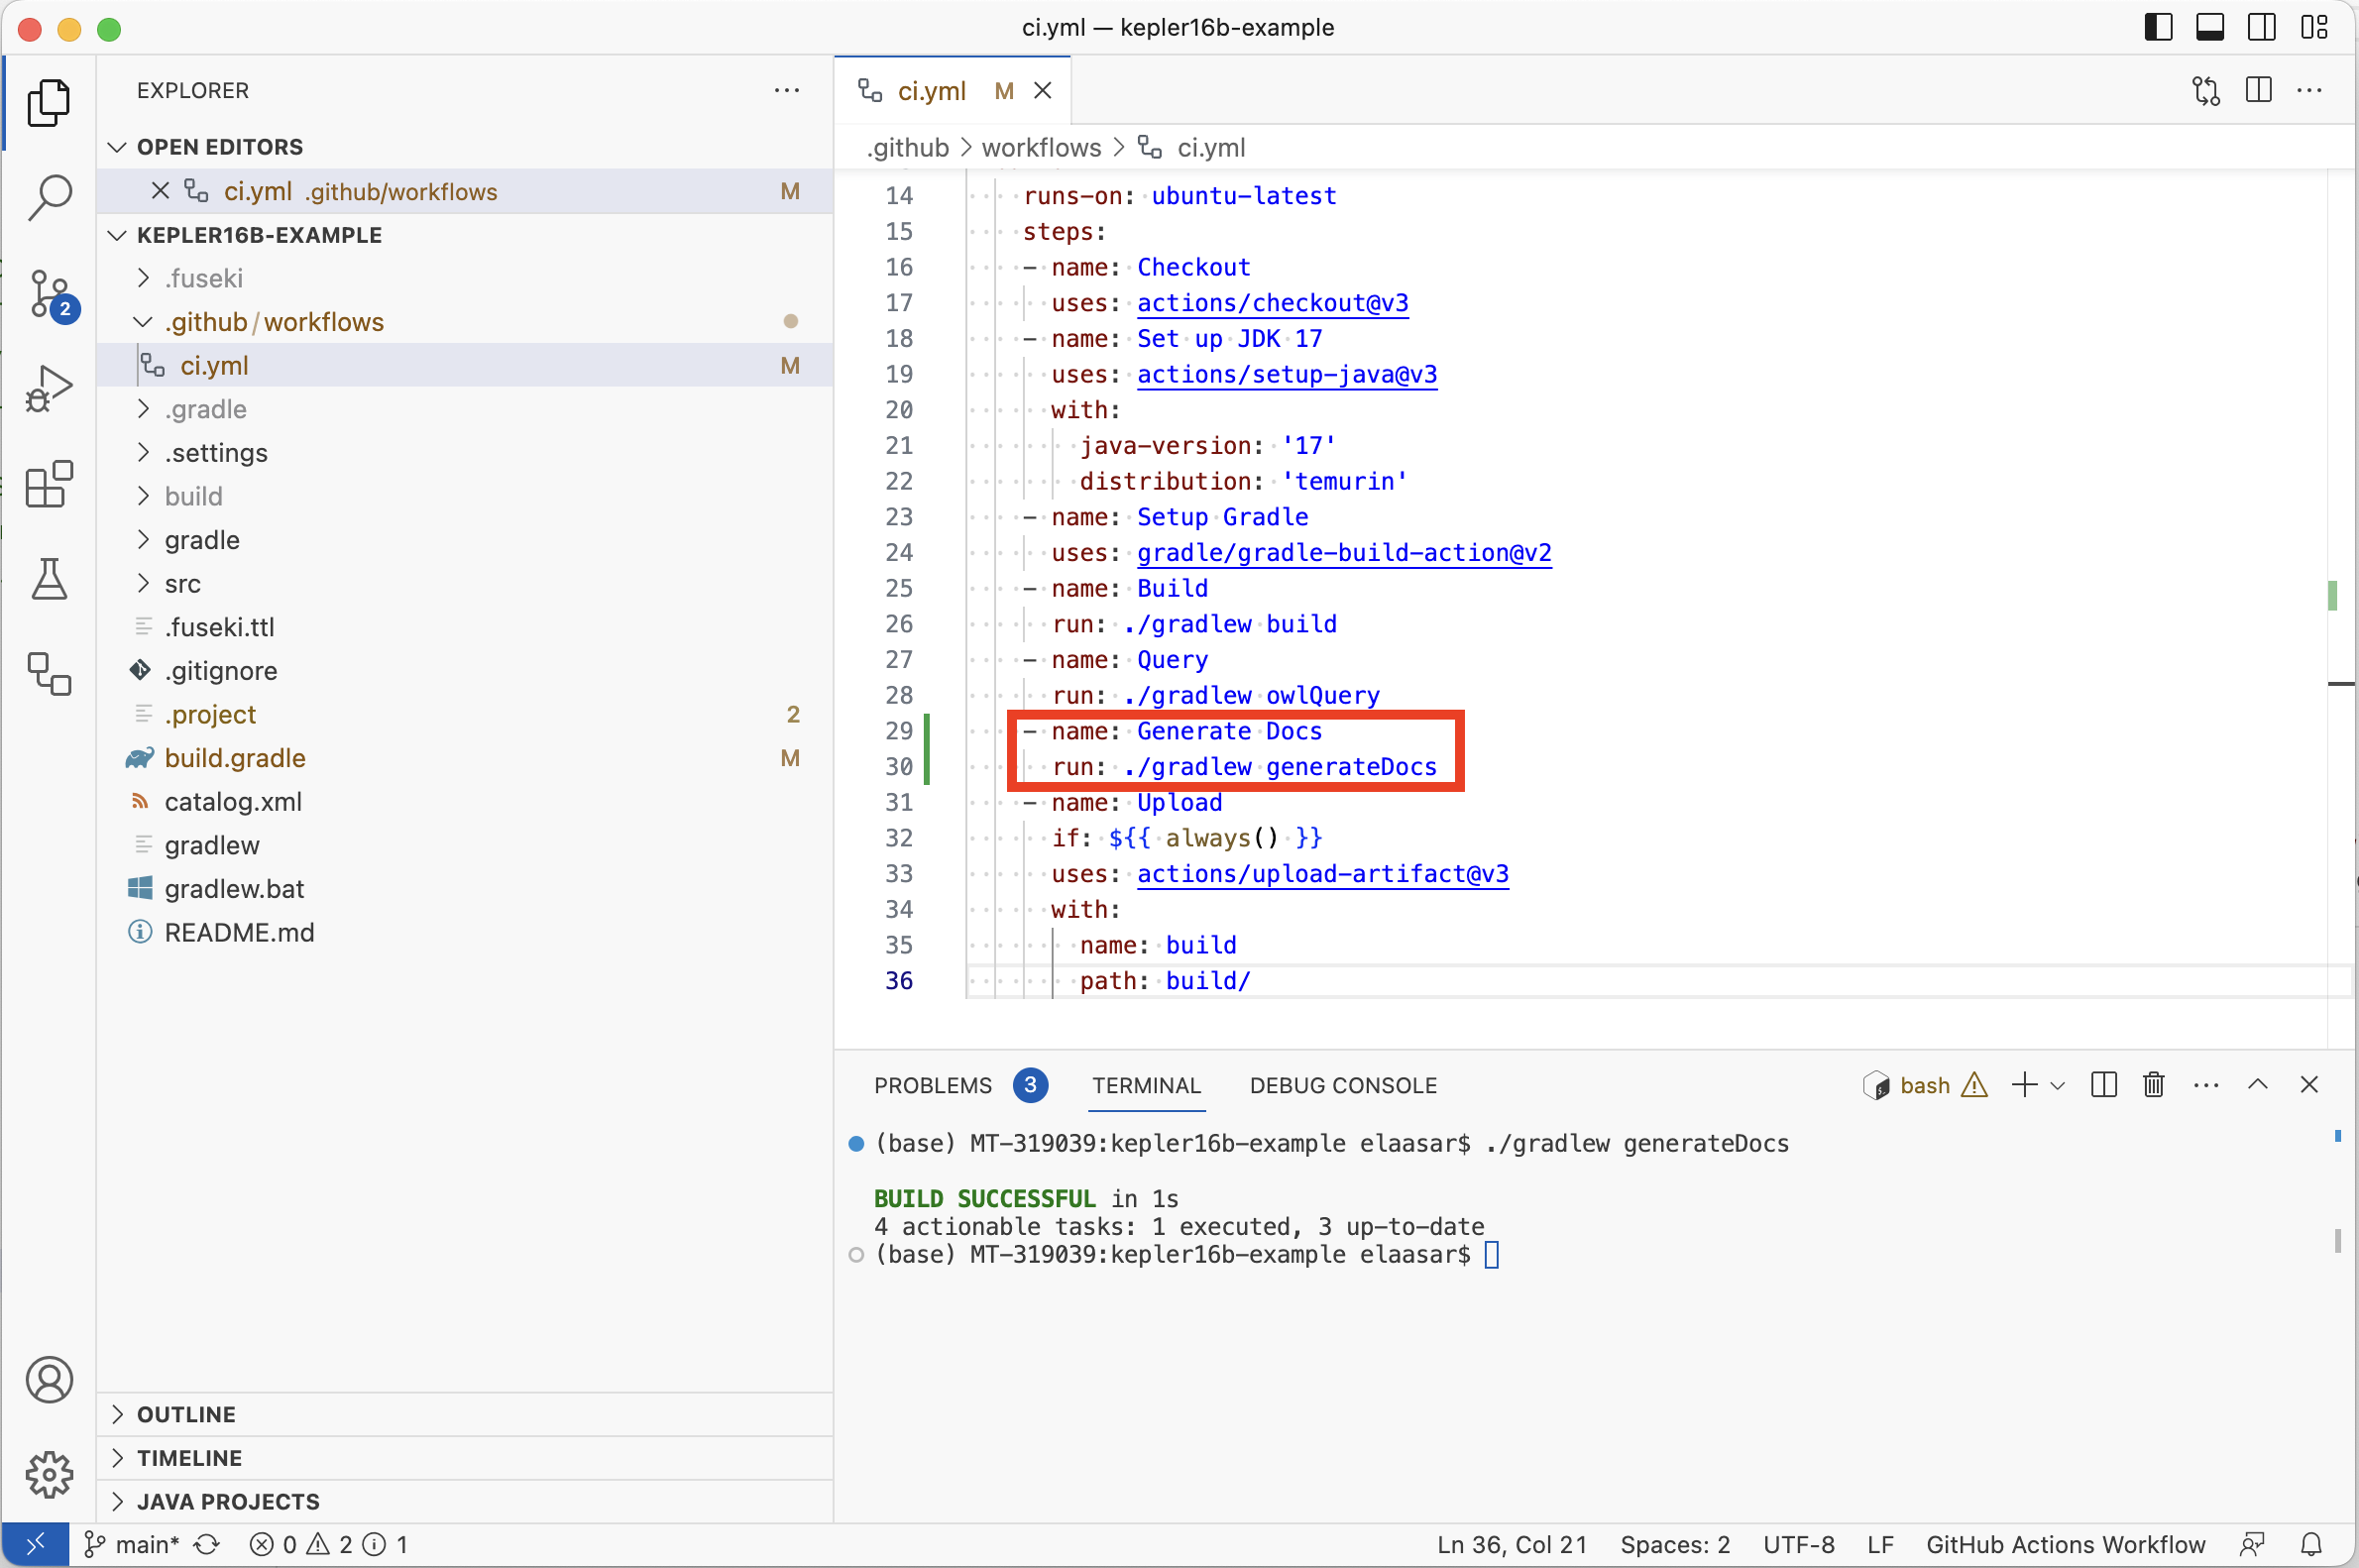 ci.yml — kepler16b-example
EXPLORER
OPEN EDITORS
ci.yml .github/workflows M
KEPLER16B-EXAMPLE
.fuseki
.github/workflows
ci.yml M
.gradle
.settings
build
gradle
src
.fuseki.ttl
.gitignore
.project 2
build.gradle M
catalog.xml
gradlew
gradlew.bat
README.md
OUTLINE
TIMELINE
JAVA PROJECTS
2
ci.yml M
.github > workflows > ci.yml
14 runs-on: ubuntu-latest
15 steps:
16 - name: Checkout
17 uses: actions/checkout@v3
18 - name: Set up JDK 17
19 uses: actions/setup-java@v3
20 with:
21 java-version: '17'
22 distribution: 'temurin'
23 - name: Setup Gradle
24 uses: gradle/gradle-build-action@v2
25 - name: Build
26 run: ./gradlew build
27 - name: Query
28 run: ./gradlew owlQuery
29 - name: Generate Docs
30 run: ./gradlew generateDocs
31 - name: Upload
32 if: ${{ always() }}
33 uses: actions/upload-artifact@v3
34 with:
35 name: build
36 path: build/
PROBLEMS 3 TERMINAL DEBUG CONSOLE bash
(base) MT-319039:kepler16b-example elaasar$ ./gradlew generateDocs
BUILD SUCCESSFUL in 1s
4 actionable tasks: 1 executed, 3 up-to-date
(base) MT-319039:kepler16b-example elaasar$
main* 0 2 1 Ln 36, Col 21 Spaces: 2 UTF-8 LF GitHub Actions Workflow